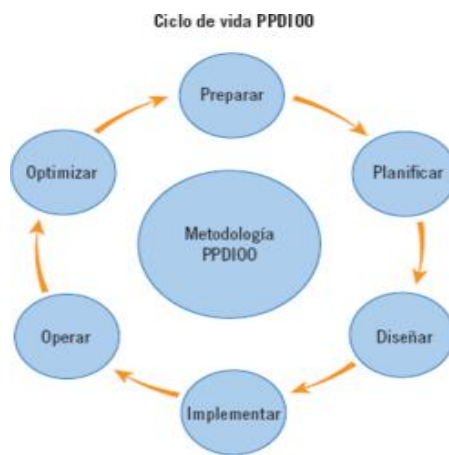 Ciclo de vida PPDIOO
Preparar
Planificar
Diseñar
Implementar
Operar
Optimizar
Metodología
PPDIOO